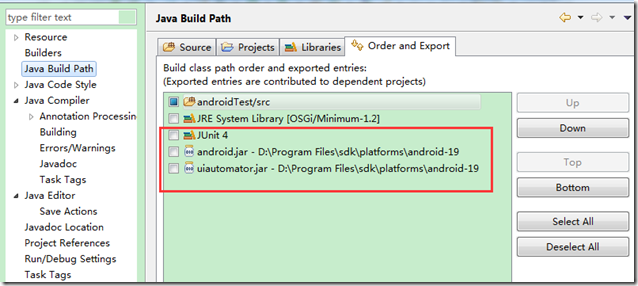 type filter text
Java Build Path
Resource
Builders
Java Build Path
Java Code Style
Java Compiler
Annotation Processing
Building
Errors/Warnings
Javadoc
Task Tags
Java Editor
Save Actions
Javadoc Location
Project References
Run/Debug Settings
Task Tags
Source
Projects
Libraries
Order and Export
Build class path order and exported entries:
(Exported entries are contributed to dependent projects)
androidTest/src
JRE System Library [OSGi/Minimum-1.2]
JUnit 4
android.jar - D:\Program Files\sdk\platforms\android-19
uiautomator.jar - D:\Program Files\sdk\platforms\android-19
Up
Down
Top
Bottom
Select All
Deselect All